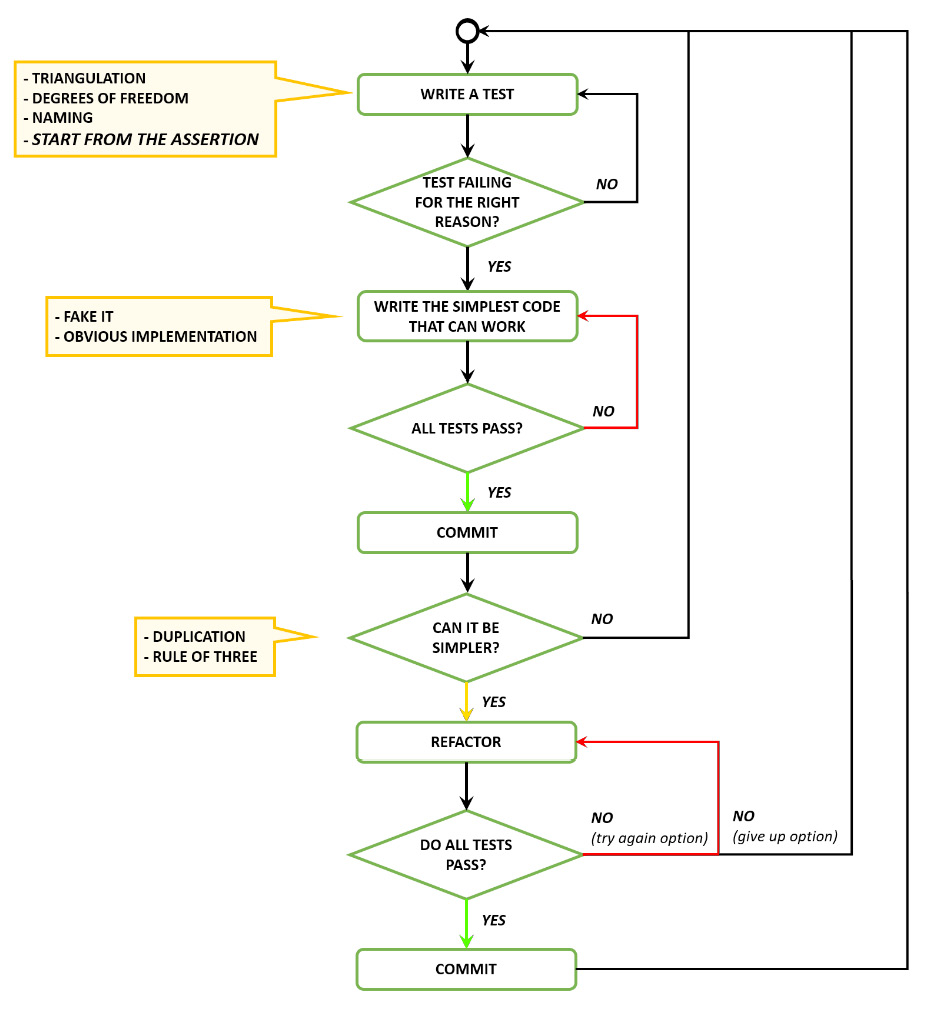 - TRIANGULATION
- DEGREES OF FREEDOM
- NAMING
- START FROM THE ASSERTION
WRITE A TEST
TEST FAILING
FOR THE RIGHT
REASON?
NO
YES
- FAKE IT
- OBVIOUS IMPLEMENTATION
WRITE THE SIMPLEST CODE
THAT CAN WORK
ALL TESTS PASS?
NO
YES
COMMIT
- DUPLICATION
- RULE OF THREE
CAN IT BE
SIMPLER?
NO
YES
REFACTOR
DO ALL TESTS
PASS?
NO
(try again option)
NO
(give up option)
YES
COMMIT